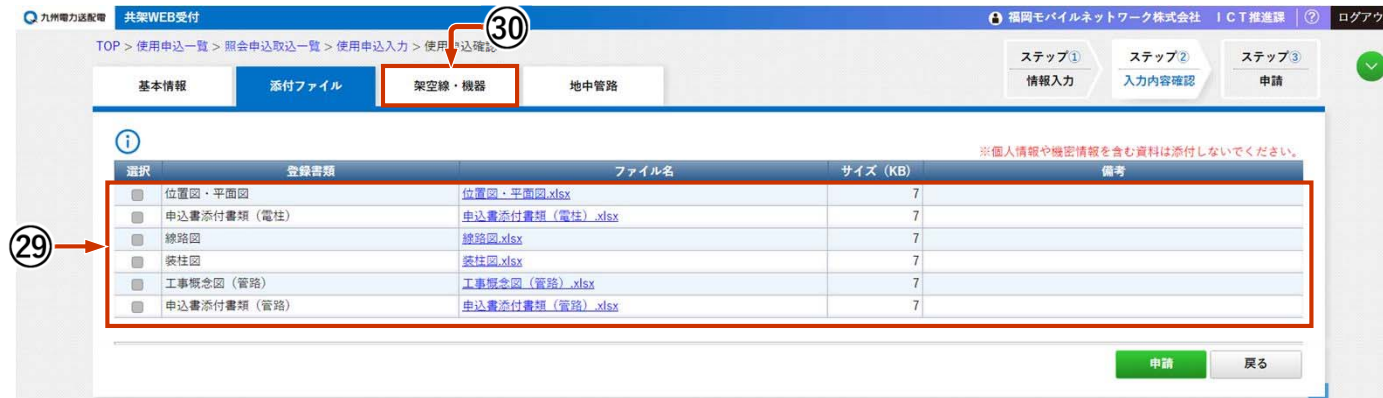 九州電力送配電 共架WEB受付 福岡モバイルネットワーク株式会社 ICT推進課 ? ログアウ
㉚
TOP > 使用申込一覧 > 照会申込取込一覧 > 使用申込入力 > 使用申込確認
ステップ① ステップ② ステップ③
情報入力 入力内容確認 申請
基本情報 添付ファイル 架空線・機器 地中管路
※個人情報や機密情報を含む資料は添付しないでください。
選択 登録書類 ファイル名 サイズ（KB） 備考
位置図・平面図 位置図・平面図.xlsx 7
申込書添付書類（電柱） 申込書添付書類（電柱）.xlsx 7
㉙
線路図 線路図.xlsx 7
装柱図 装柱図.xlsx 7
工事概念図（管路） 工事概念図（管路）.xlsx 7
申込書添付書類（管路） 申込書添付書類（管路）.xlsx 7
申請 戻る